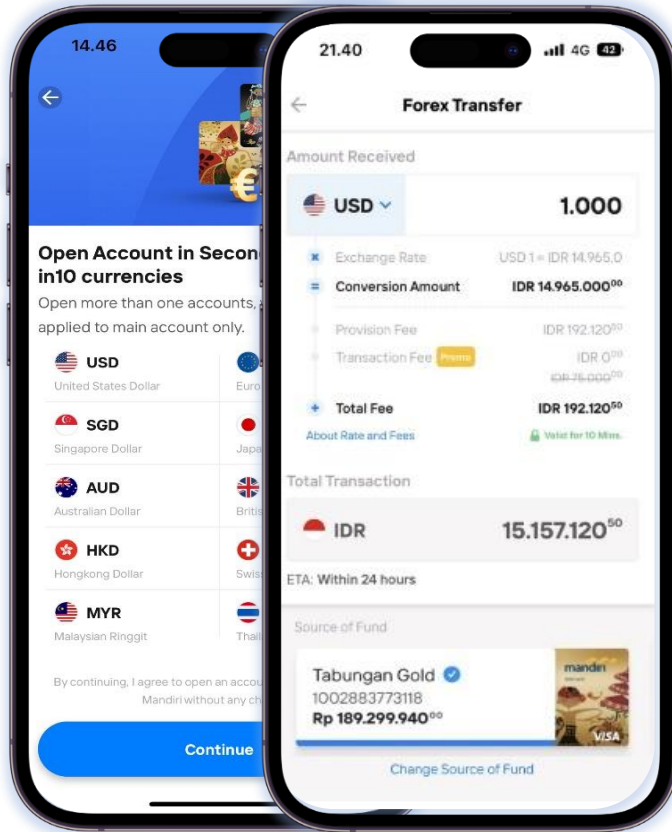 14.46
Open Account in Secon
in10 currencies
Open more than one accounts,
applied to main account only.
USD
United States Dollar
Euro
SGD
Singapore Dollar
Japa
AUD
Australian Dollar
Britis
HKD
Hongkong Dollar
Swis
MYR
Malaysian Ringgit
Thail
By continuing, I agree to open an accou
Mandiri without any ch
Continue
21.40
4G 42
Forex Transfer
Amount Received
USD 1.000
Exchange Rate USD 1 = IDR 14.965,0
Conversion Amount IDR 14.965.000⁰⁰
Provision Fee IDR 192.120⁵⁰
Transaction Fee Promo IDR 0⁰⁰
IDR 75.000⁰⁰
Total Fee IDR 192.120⁵⁰
About Rate and Fees Valid for 10 Mins.
Total Transaction
IDR 15.157.120⁵⁰
ETA: Within 24 hours
Source of Fund
Tabungan Gold
1002883773118
Rp 189.299.940⁰⁰
mandiri
VISA
Change Source of Fund